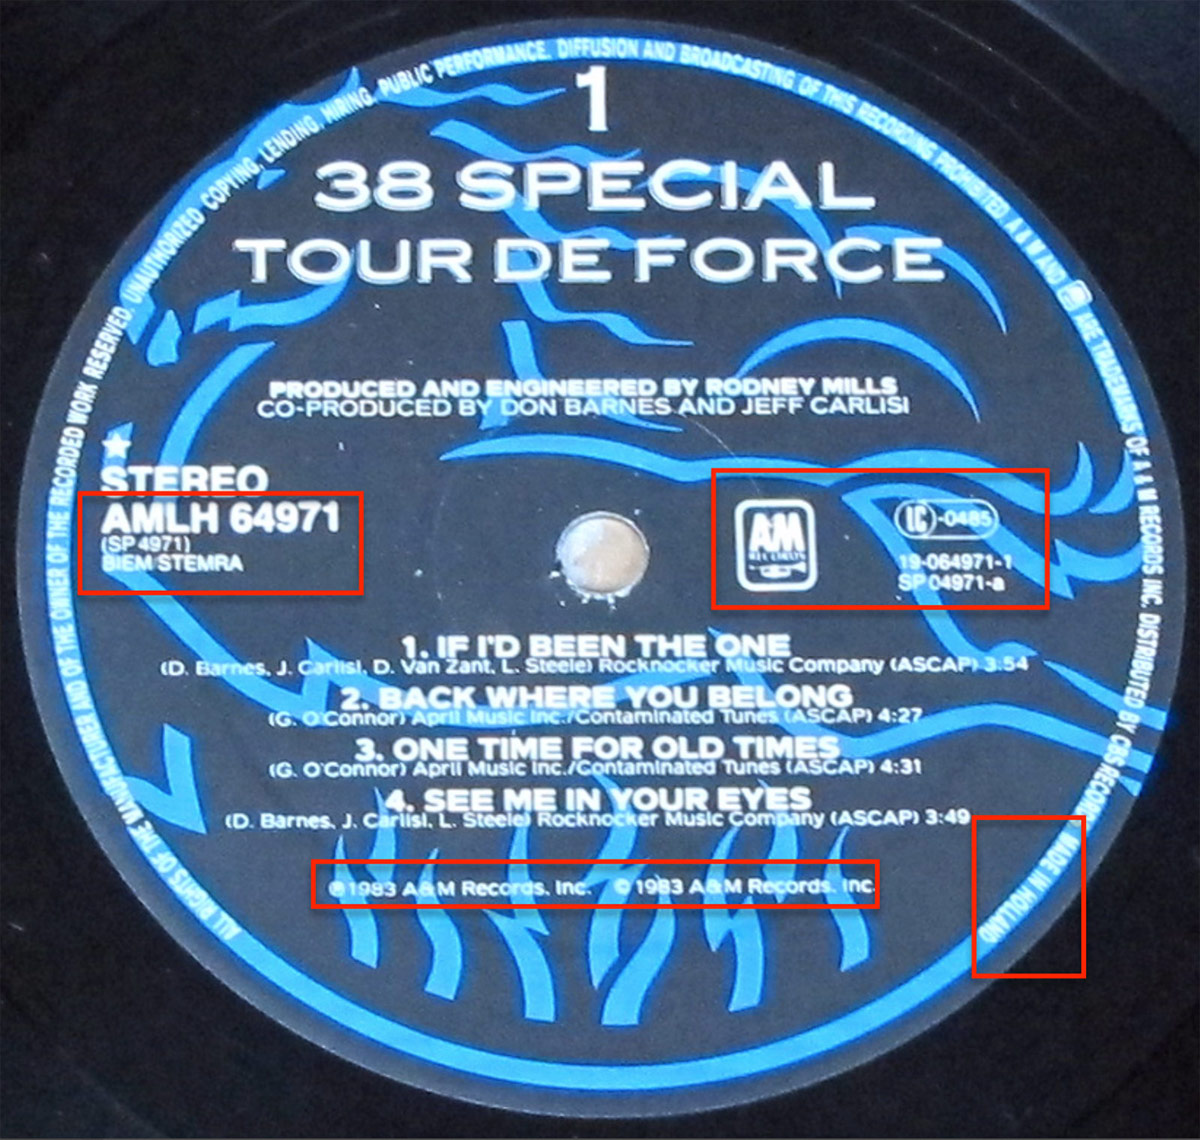 ALL RIGHTS OF THE MANUFACTURER AND OF THE OWNER OF THE RECORDED WORK RESERVED. UNAUTHORIZED COPYING, LENDING, HIRING, PUBLIC PERFORMANCE, DIFFUSION AND BROADCASTING OF THIS RECORDING PROHIBITED. A & M AND A&M ARE TRADEMARKS OF A & M RECORDS INC. DISTRIBUTED BY CBS RECORDS. MADE IN HOLLAND
1
38 SPECIAL
TOUR DE FORCE
PRODUCED AND ENGINEERED BY RODNEY MILLS
CO-PRODUCED BY DON BARNES AND JEFF CARLISI
STEREO
AMLH 64971
(SP 4971)
BIEM STEMRA
A&M
RECORDS
LC-0485
19-064971-1
SP 04971-a
1. IF I'D BEEN THE ONE
(D. Barnes, J. Carlisi, D. Van Zant, L. Steele) Rocknocker Music Company (ASCAP) 3:54
2. BACK WHERE YOU BELONG
(G. O'Connor) April Music Inc./Contaminated Tunes (ASCAP) 4:27
3. ONE TIME FOR OLD TIMES
(G. O'Connor) April Music Inc./Contaminated Tunes (ASCAP) 4:31
4. SEE ME IN YOUR EYES
(D. Barnes, J. Carlisi, L. Steele) Rocknocker Music Company (ASCAP) 3:49
℗ 1983 A&M Records, Inc. © 1983 A&M Records, Inc.